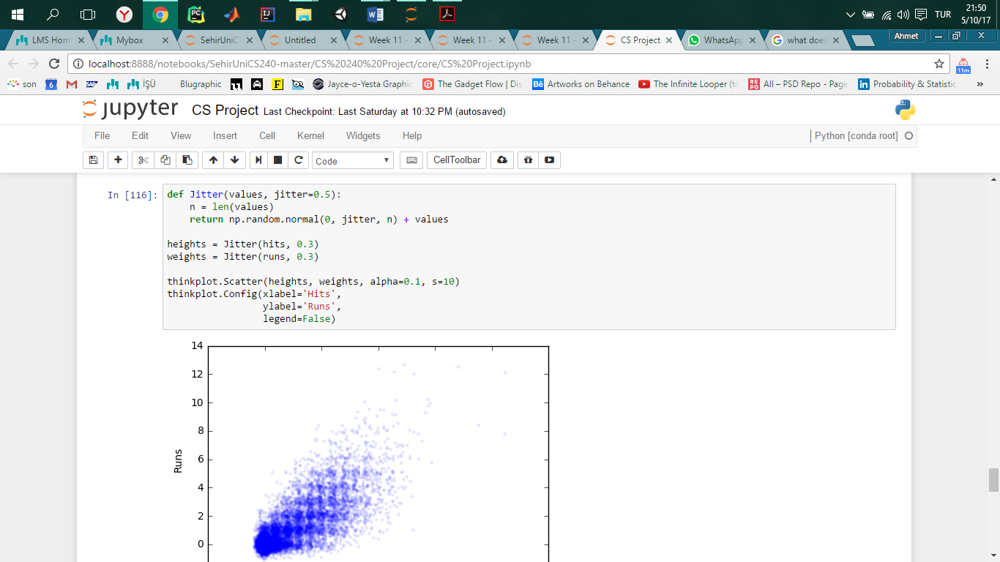 TUR
21:50
5/10/17
LMS Hom
Mybox
SehirUniC
Untitled
Week 11 -
Week 11 -
Week 11 -
CS Project
WhatsApp
what does
Ahmet
localhost:8888/notebooks/SehirUniCS240-master/CS%20240%20Project/core/CS%20Project.ipynb
11m
son
6
SAP
İŞÜ
Blugraphic
F
Jayce-o-Yesta Graphic
The Gadget Flow | Dis
Bē Artworks on Behance
The Infinite Looper (ti
All – PSD Repo - Page
in Probability & Statistic
»
jupyter
CS Project Last Checkpoint: Last Saturday at 10:32 PM (autosaved)
File Edit View Insert Cell Kernel Widgets Help
Python [conda root]
Code
CellToolbar
In [116]:
def Jitter(values, jitter=0.5):
    n = len(values)
    return np.random.normal(0, jitter, n) + values
heights = Jitter(hits, 0.3)
weights = Jitter(runs, 0.3)
thinkplot.Scatter(heights, weights, alpha=0.1, s=10)
thinkplot.Config(xlabel='Hits',
                 ylabel='Runs',
                 legend=False)
14
12
10
8
6
4
2
0
Runs